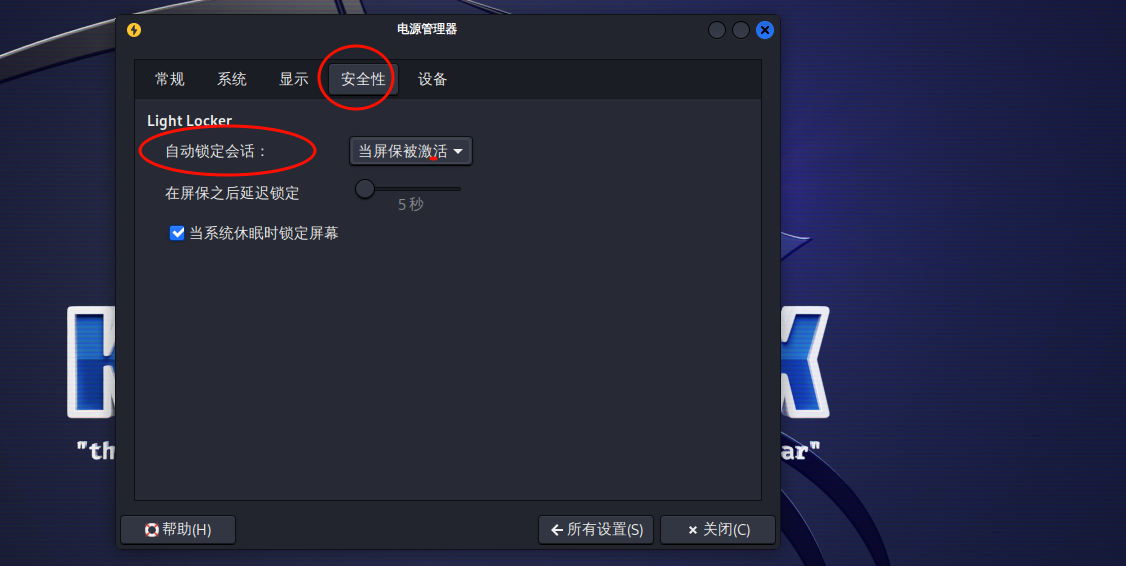 电源管理器
常规 系统 显示 安全性 设备
Light Locker
自动锁定会话： 当屏保被激活
在屏保之后延迟锁定
5 秒
当系统休眠时锁定屏幕
K K
"th ar"
帮助(H) 所有设置(S) 关闭(C)